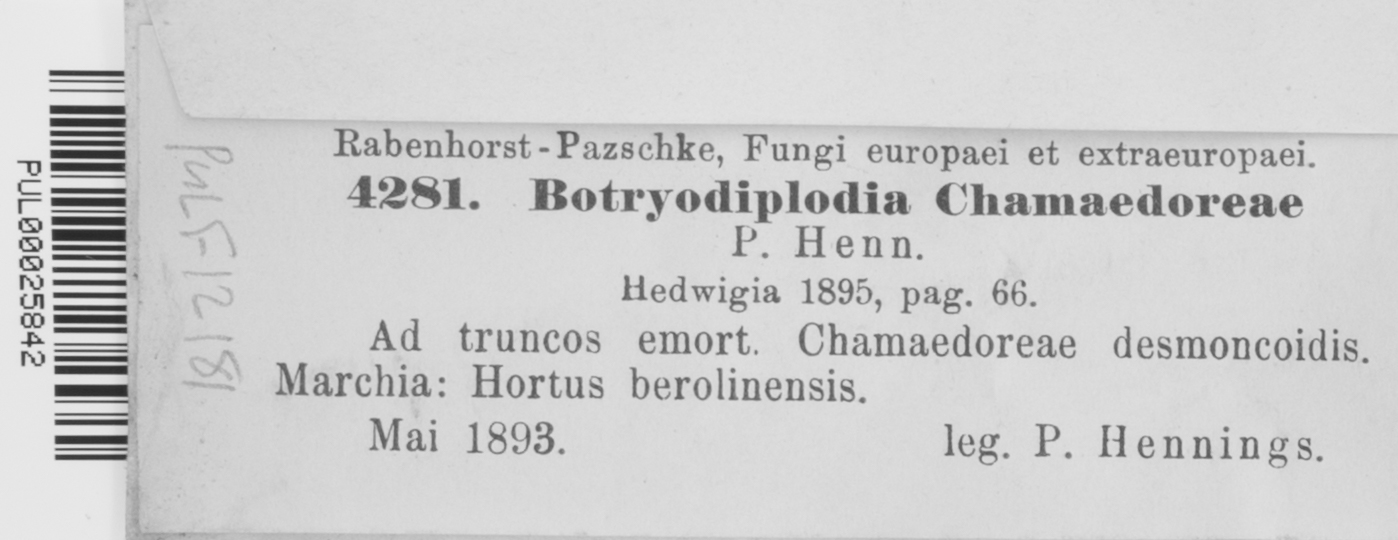 Rabenhorst-Pazschke, Fungi europaei et extraeuropaei.
4281. Botryodiplodia Chamaedoreae
P. Henn.
Hedwigia 1895, pag. 66.
Ad truncos emort. Chamaedoreae desmoncoidis.
Marchia: Hortus berolinensis.
Mai 1893. leg. P. Hennings.
PUL00025842
PULF-12181